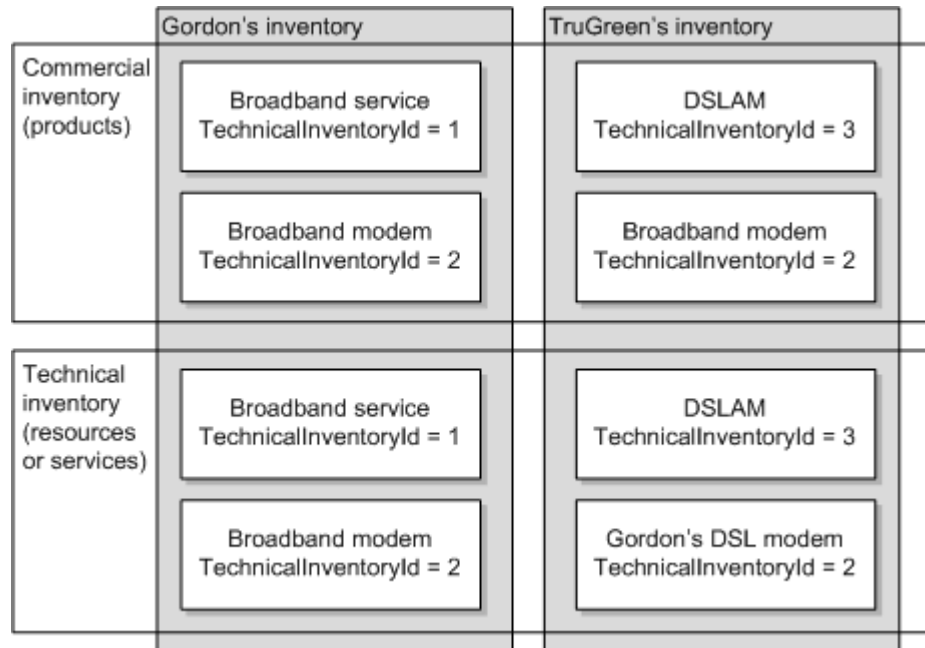 Gordon's inventory
TruGreen's inventory
Commercial
inventory
(products)
Broadband service
TechnicalInventoryId = 1
DSLAM
TechnicalInventoryId = 3
Broadband modem
TechnicalInventoryId = 2
Broadband modem
TechnicalInventoryId = 2
Technical
inventory
(resources
or services)
Broadband service
TechnicalInventoryId = 1
DSLAM
TechnicalInventoryId = 3
Broadband modem
TechnicalInventoryId = 2
Gordon's DSL modem
TechnicalInventoryId = 2